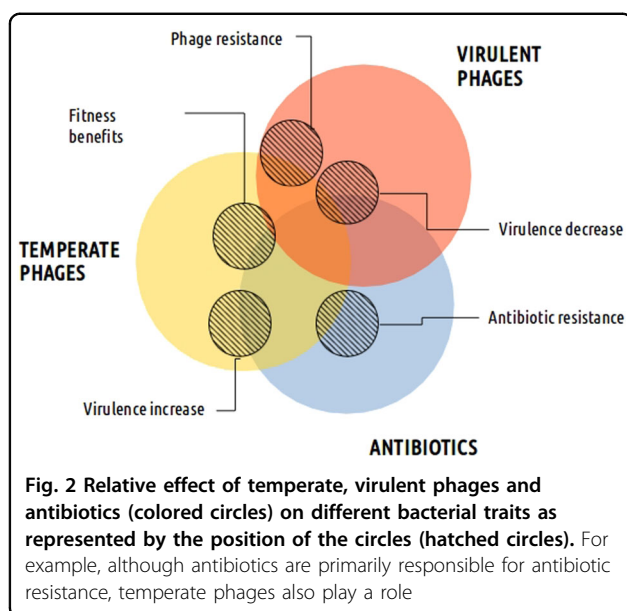 Phage resistance
VIRULENT
PHAGES
Fitness
benefits
TEMPERATE
PHAGES
Virulence decrease
Antibiotic resistance
Virulence increase
ANTIBIOTICS
Fig. 2 Relative effect of temperate, virulent phages and
antibiotics (colored circles) on different bacterial traits as
represented by the position of the circles (hatched circles). For
example, although antibiotics are primarily responsible for antibiotic
resistance, temperate phages also play a role